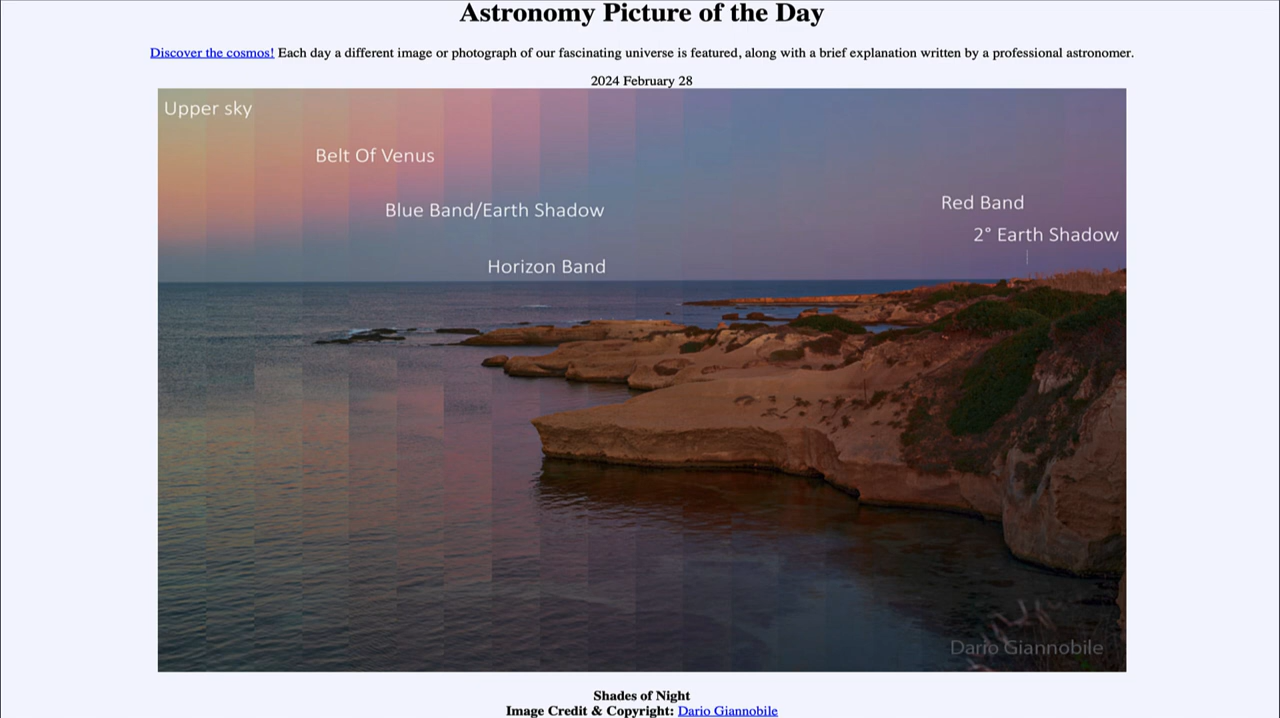 Astronomy Picture of the Day
Discover the cosmos! Each day a different image or photograph of our fascinating universe is featured, along with a brief explanation written by a professional astronomer.
2024 February 28
Upper sky
Belt Of Venus
Blue Band/Earth Shadow
Red Band
2° Earth Shadow
Horizon Band
Dario Giannobile
Shades of Night
Image Credit & Copyright: Dario Giannobile